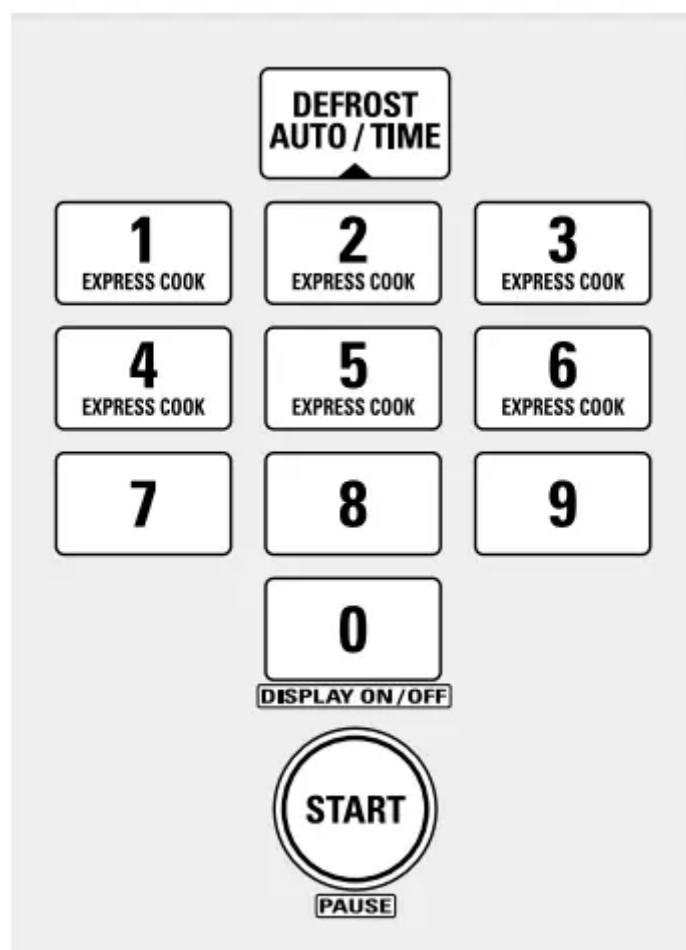 DEFROST
AUTO / TIME
1
EXPRESS COOK
2
EXPRESS COOK
3
EXPRESS COOK
4
EXPRESS COOK
5
EXPRESS COOK
6
EXPRESS COOK
7
8
9
0
DISPLAY ON/OFF
START
PAUSE